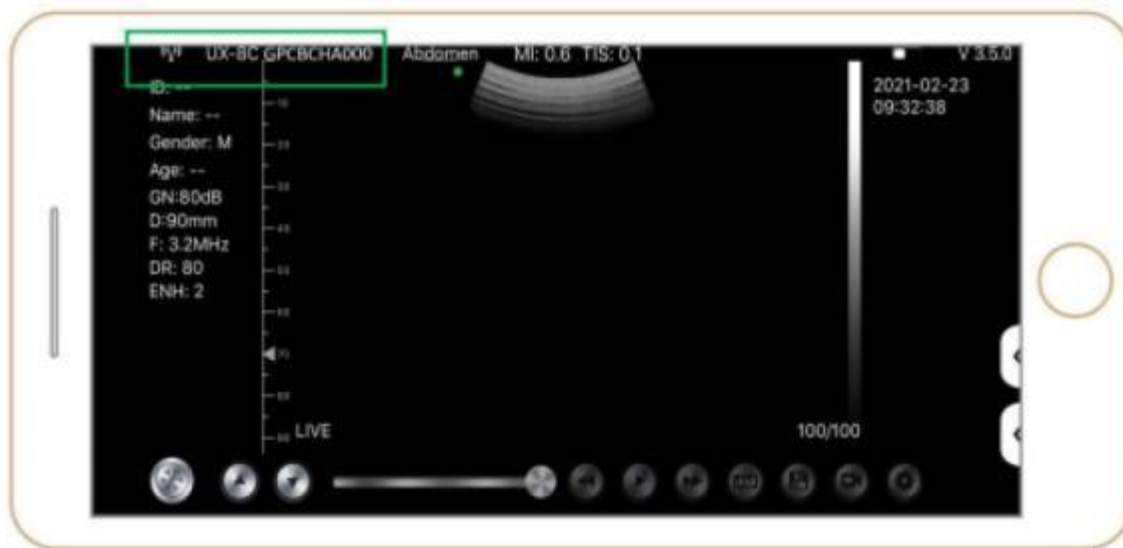 UX-8C GPCBCHA000 Abdomen MI: 0.6 TIS: 0.1 V 3.5.0
ID: --
Name: --
Gender: M
Age: --
GN:80dB
D:90mm
F: 3.2MHz
DR: 80
ENH: 2
2021-02-23
09:32:38
70
LIVE
100/100